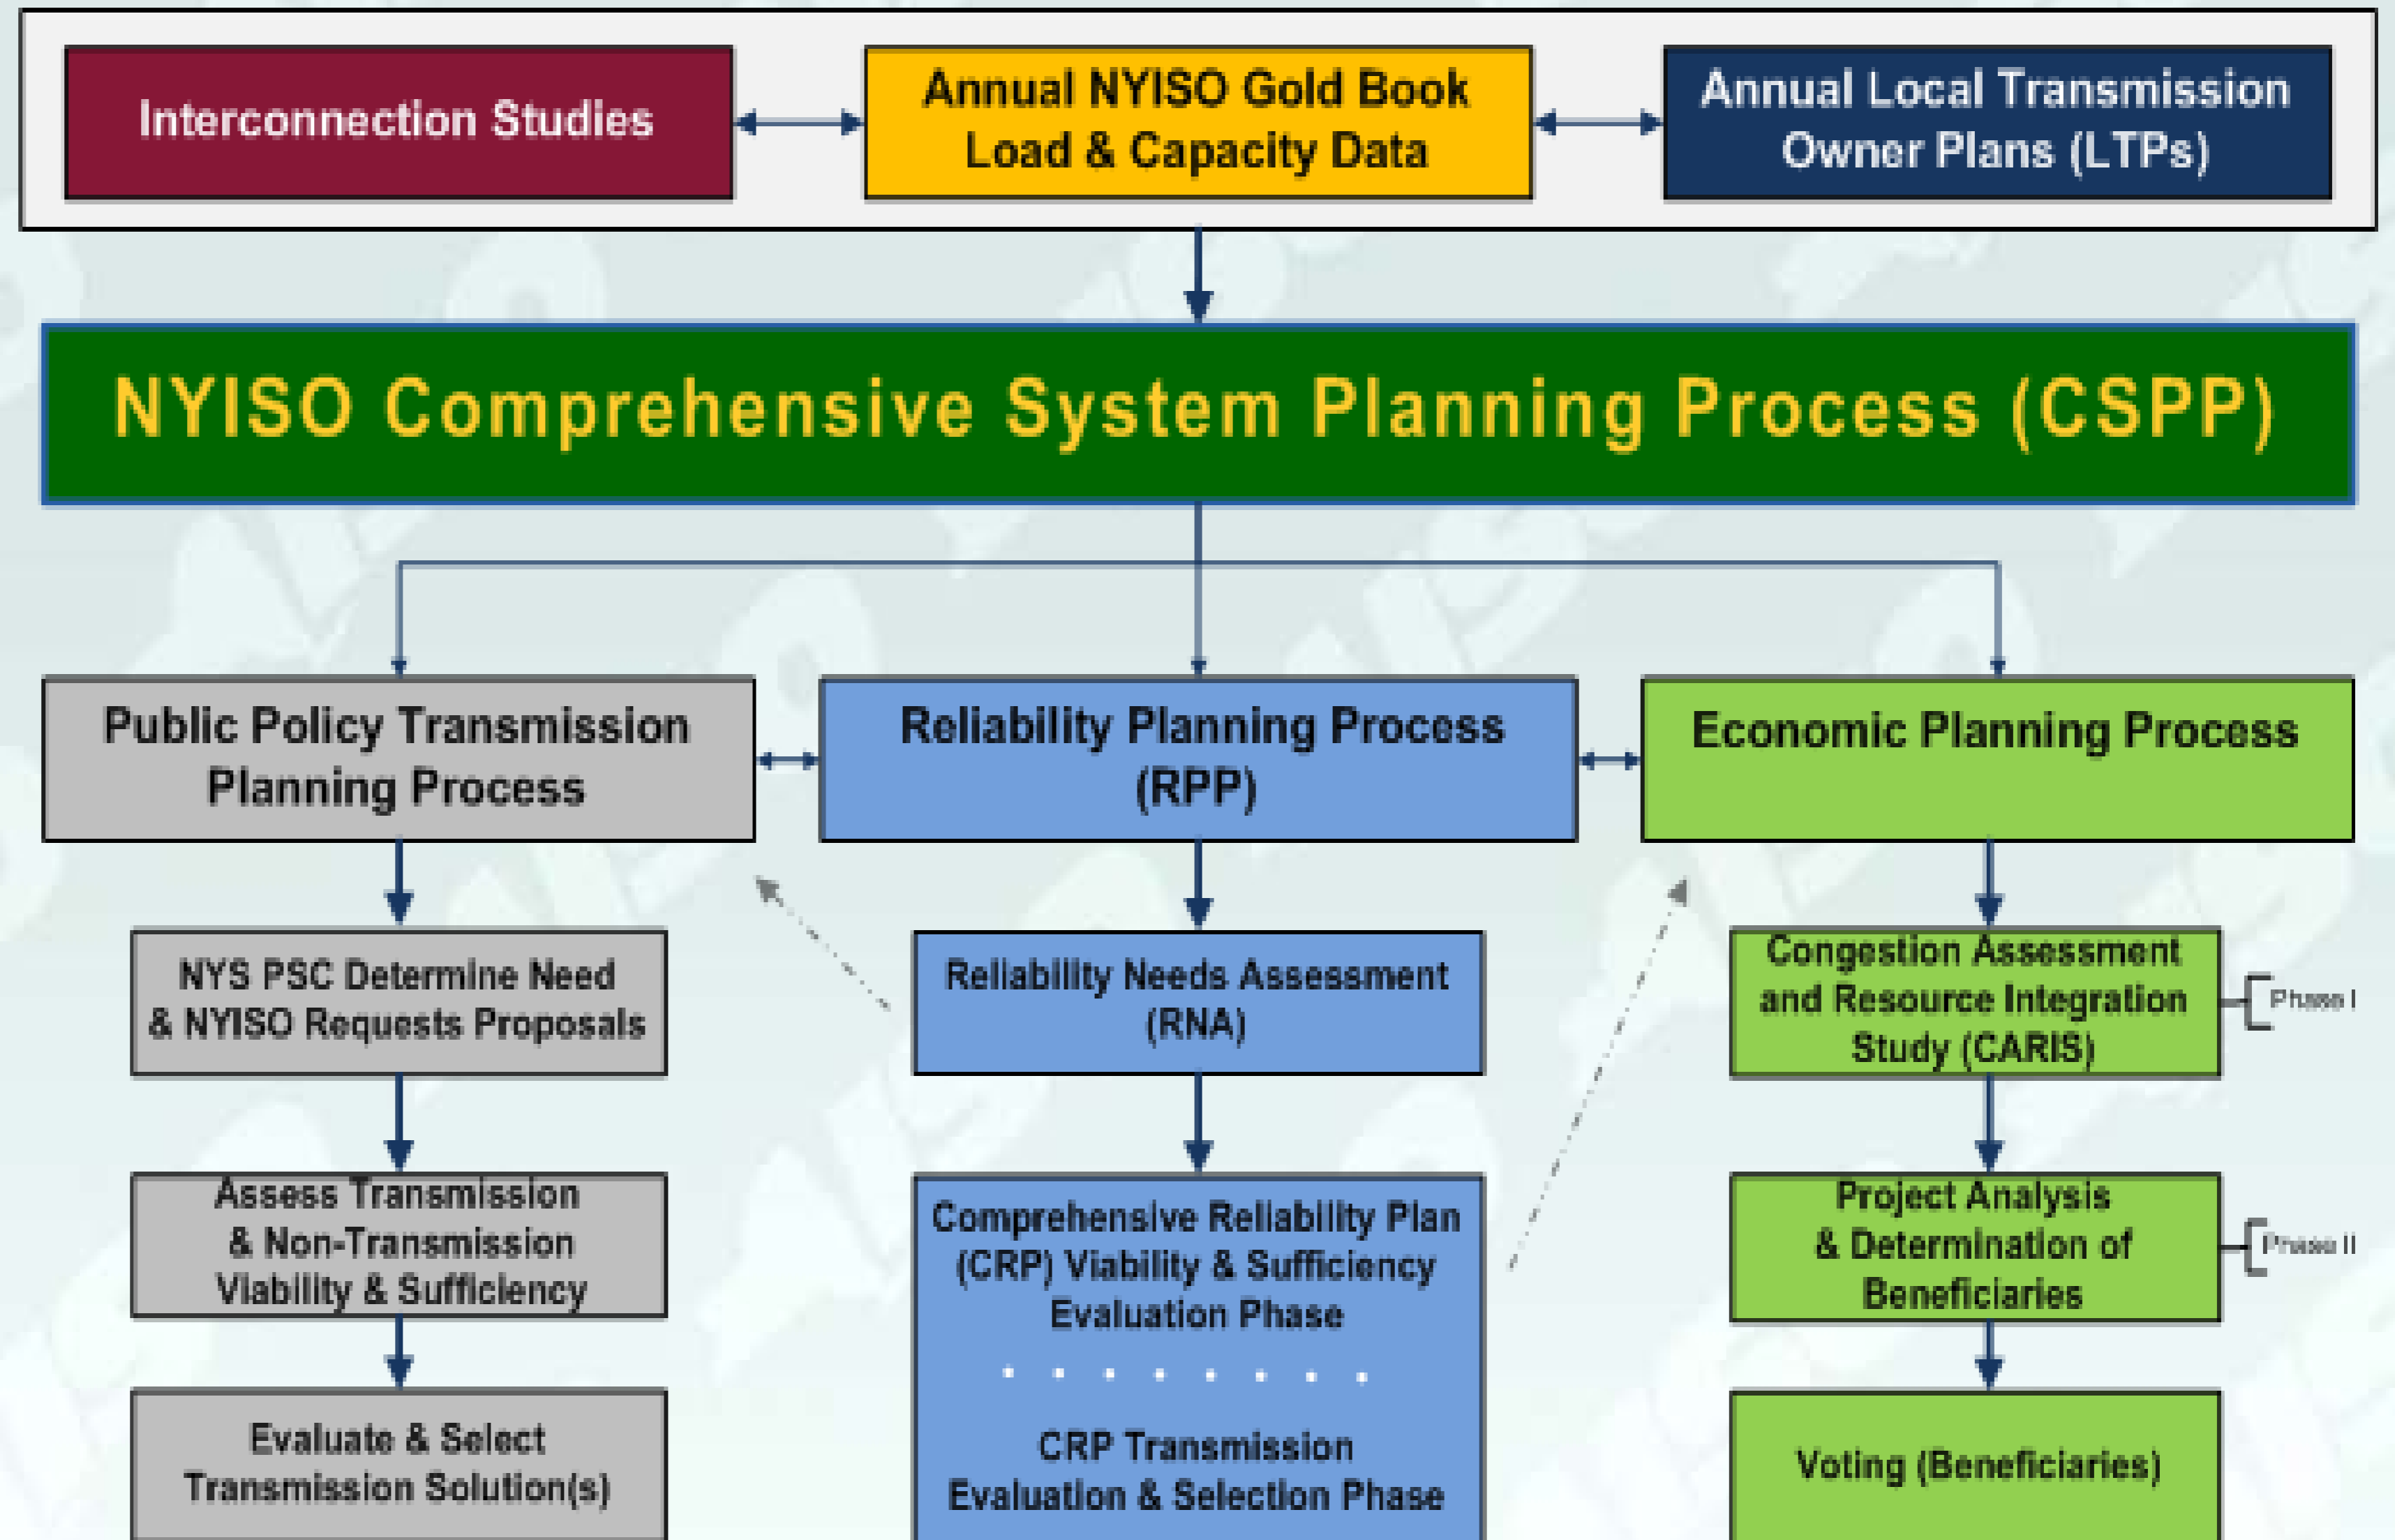 Interconnection Studies
Annual NYISO Gold Book
Load & Capacity Data
Annual Local Transmission
Owner Plans (LTPs)
NYISO Comprehensive System Planning Process (CSPP)
Public Policy Transmission
Planning Process
Reliability Planning Process
(RPP)
Economic Planning Process
NYS PSC Determine Need
& NYISO Requests Proposals
Reliability Needs Assessment
(RNA)
Congestion Assessment
and Resource Integration
Study (CARIS)
Phase I
Assess Transmission
& Non-Transmission
Viability & Sufficiency
Comprehensive Reliability Plan
(CRP) Viability & Sufficiency
Evaluation Phase
Project Analysis
& Determination of
Beneficiaries
Phase II
Evaluate & Select
Transmission Solution(s)
CRP Transmission
Evaluation & Selection Phase
Voting (Beneficiaries)